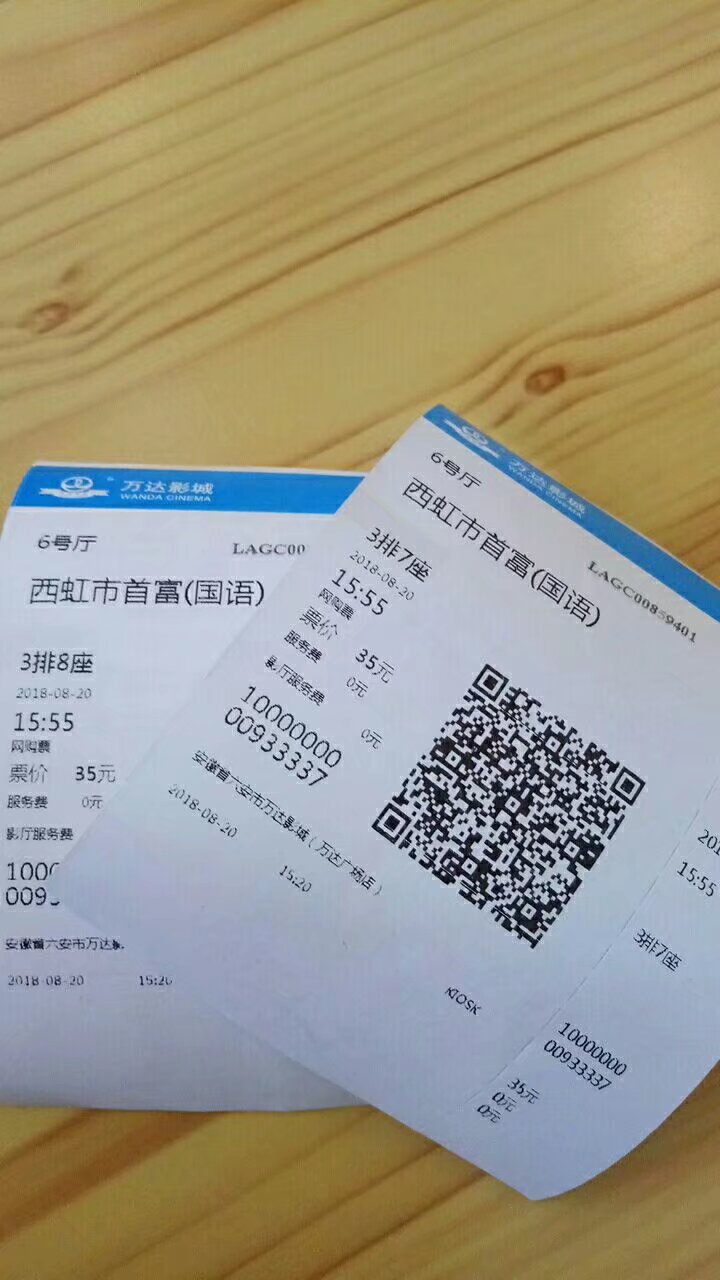 万达影城
WANDA CINEMA
6号厅
LAGC00
西虹市首富(国语)
3排8座
2018-08-20
15:55
网购票
票价 35元
服务费 0元
影厅服务费
1000
009
安徽省六安市万达影
2018-08-20 15:20
万达影城
WANDA CINEMA
6号厅
LAGC00859401
西虹市首富(国语)
3排7座
2018-08-20
15:55
网购票
票价 35元
服务费 0元
影厅服务费 0元
10000000
00933337
安徽省六安市万达影城(万达广场店)
2018-08-20 15:20
KIOSK
201
15:55
3排7座
10000000
00933337
35元
0元
0元